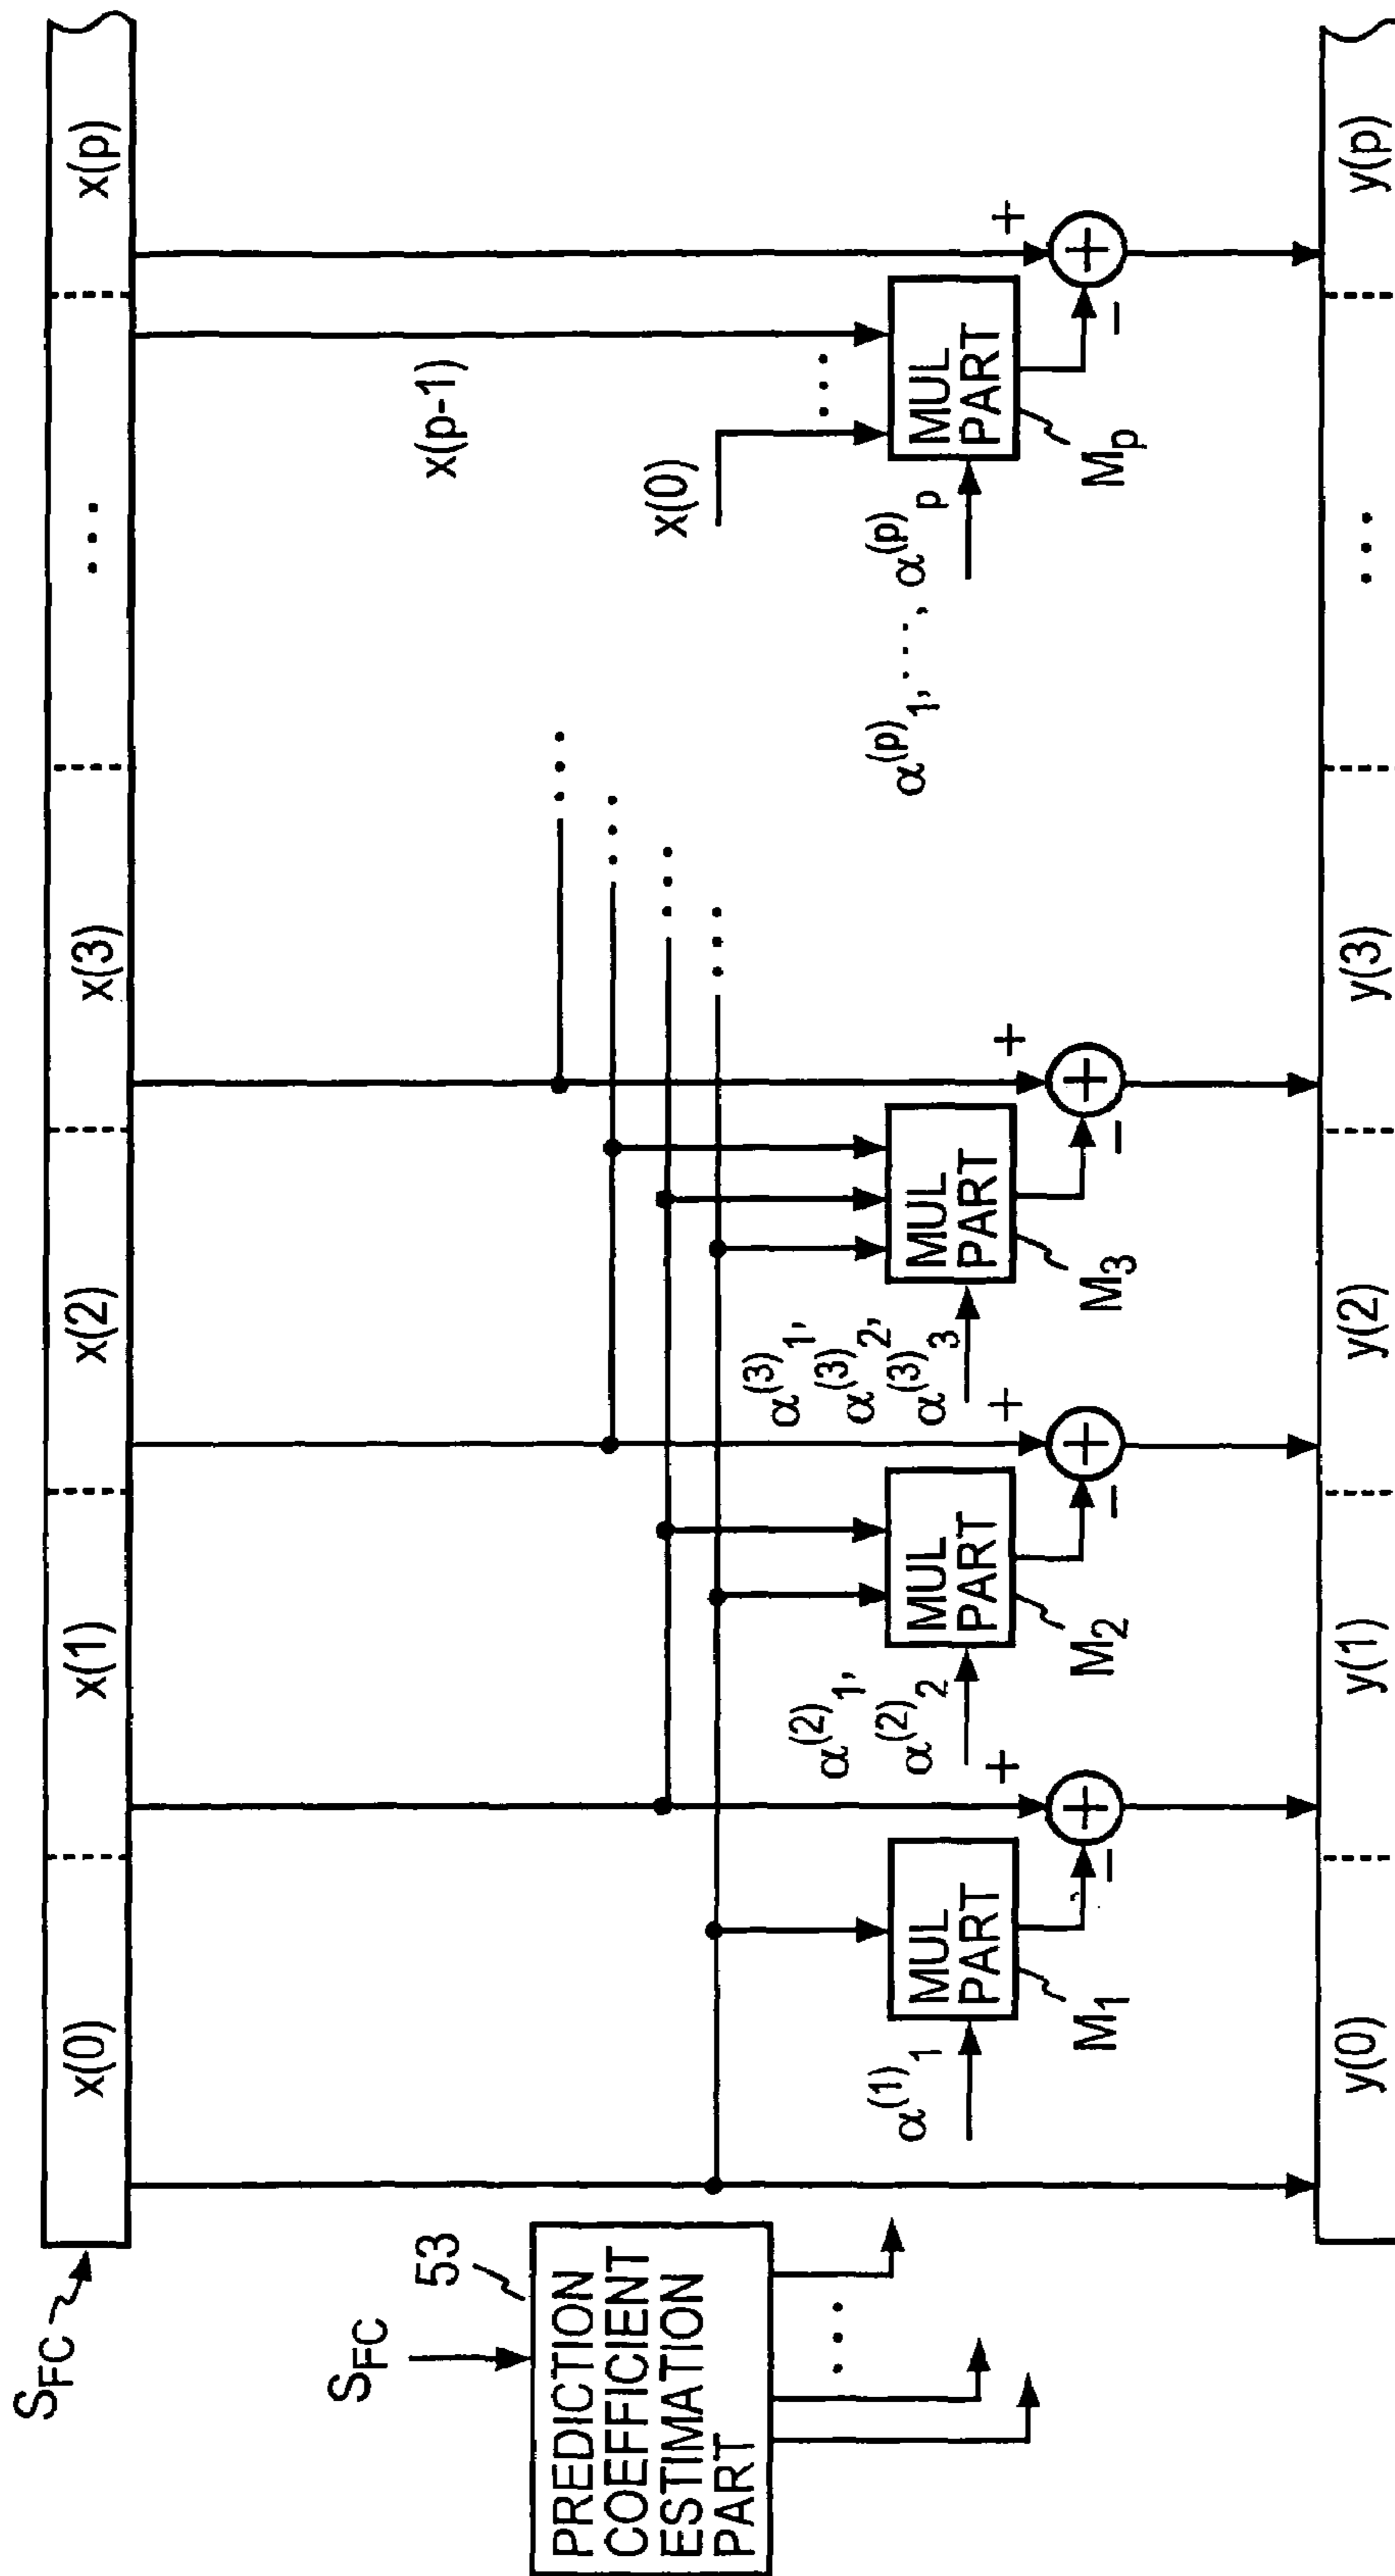 S_FC
x(0) x(1) x(2) x(3) ... x(p)
S_FC
53
PREDICTION
COEFFICIENT
ESTIMATION
PART
...
... ... ... ...
x(p-1)
x(0)
...
α^(1)_1
MUL
PART
M_1
+
+
−
α^(2)_1,
α^(2)_2
MUL
PART
M_2
+
+
−
α^(3)_1,
α^(3)_2,
α^(3)_3
MUL
PART
M_3
+
+
−
α^(p)_1, ..., α^(p)_p
MUL
PART
M_p
+
+
−
y(0) y(1) y(2) y(3) ... y(p)